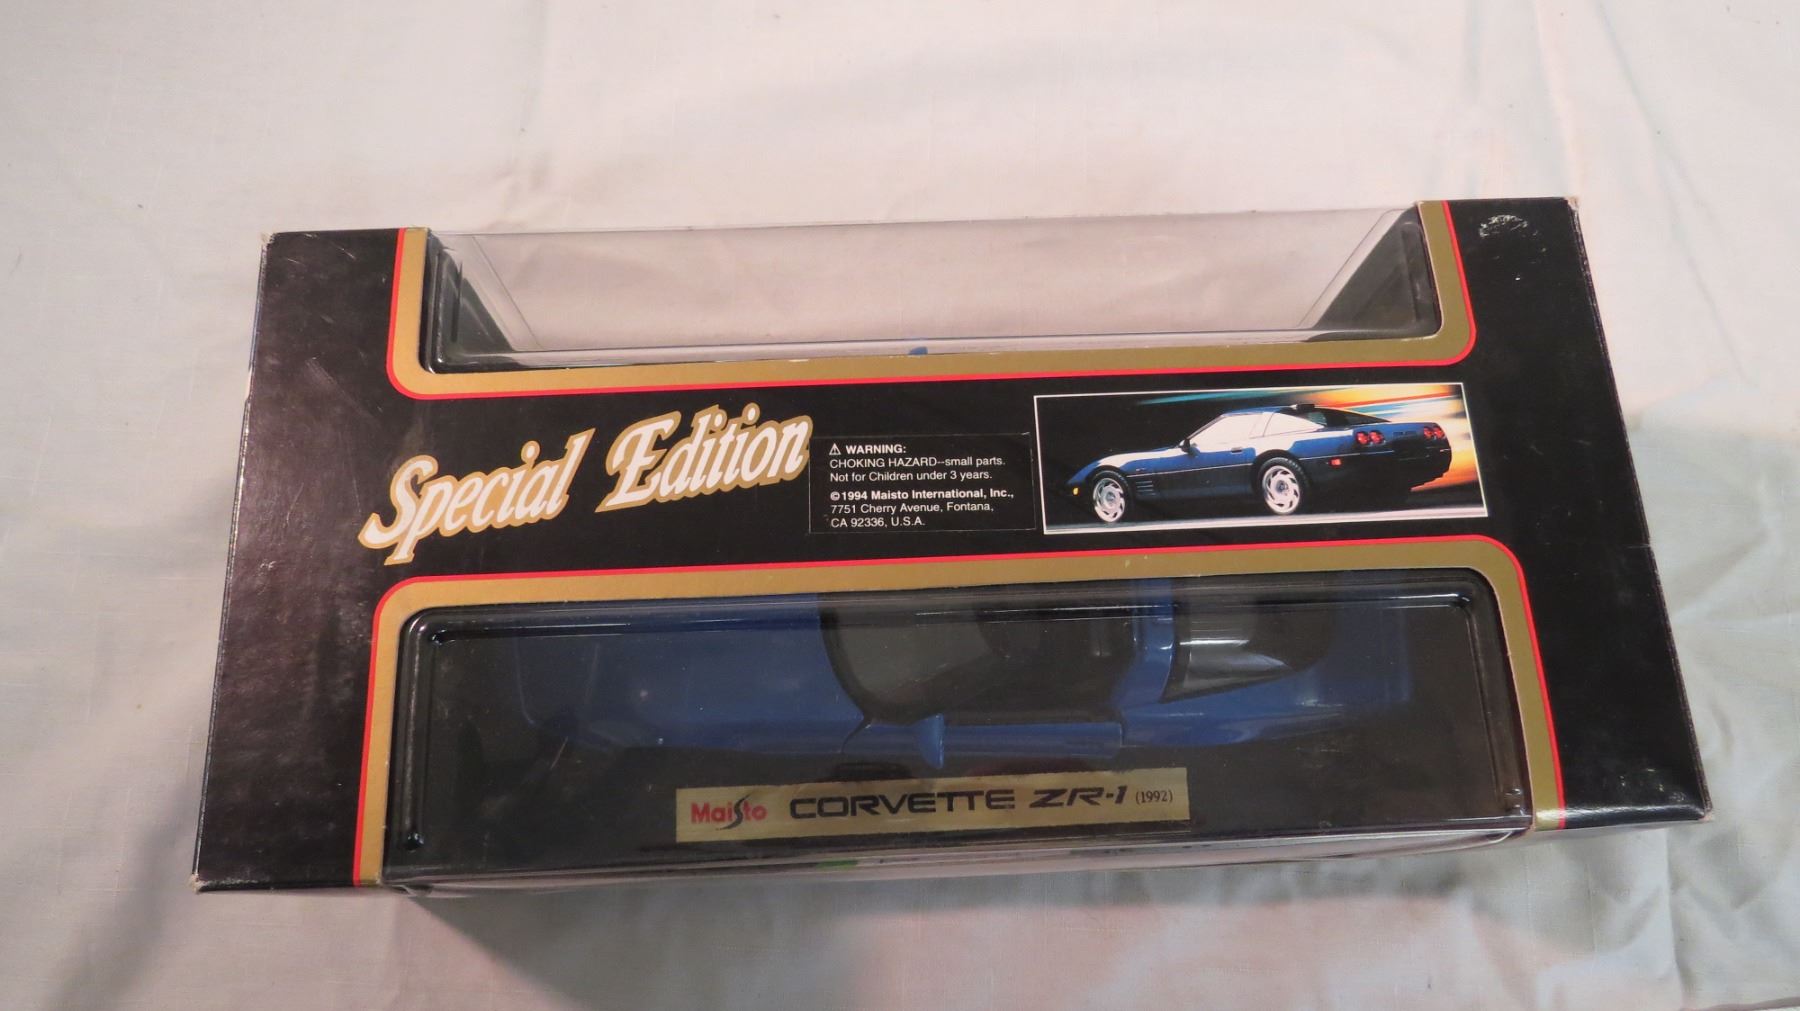 Special Edition
⚠ WARNING:
CHOKING HAZARD--small parts.
Not for Children under 3 years.
©1994 Maisto International, Inc.,
7751 Cherry Avenue, Fontana,
CA 92336, U.S.A.
Maisto CORVETTE ZR-1 (1992)